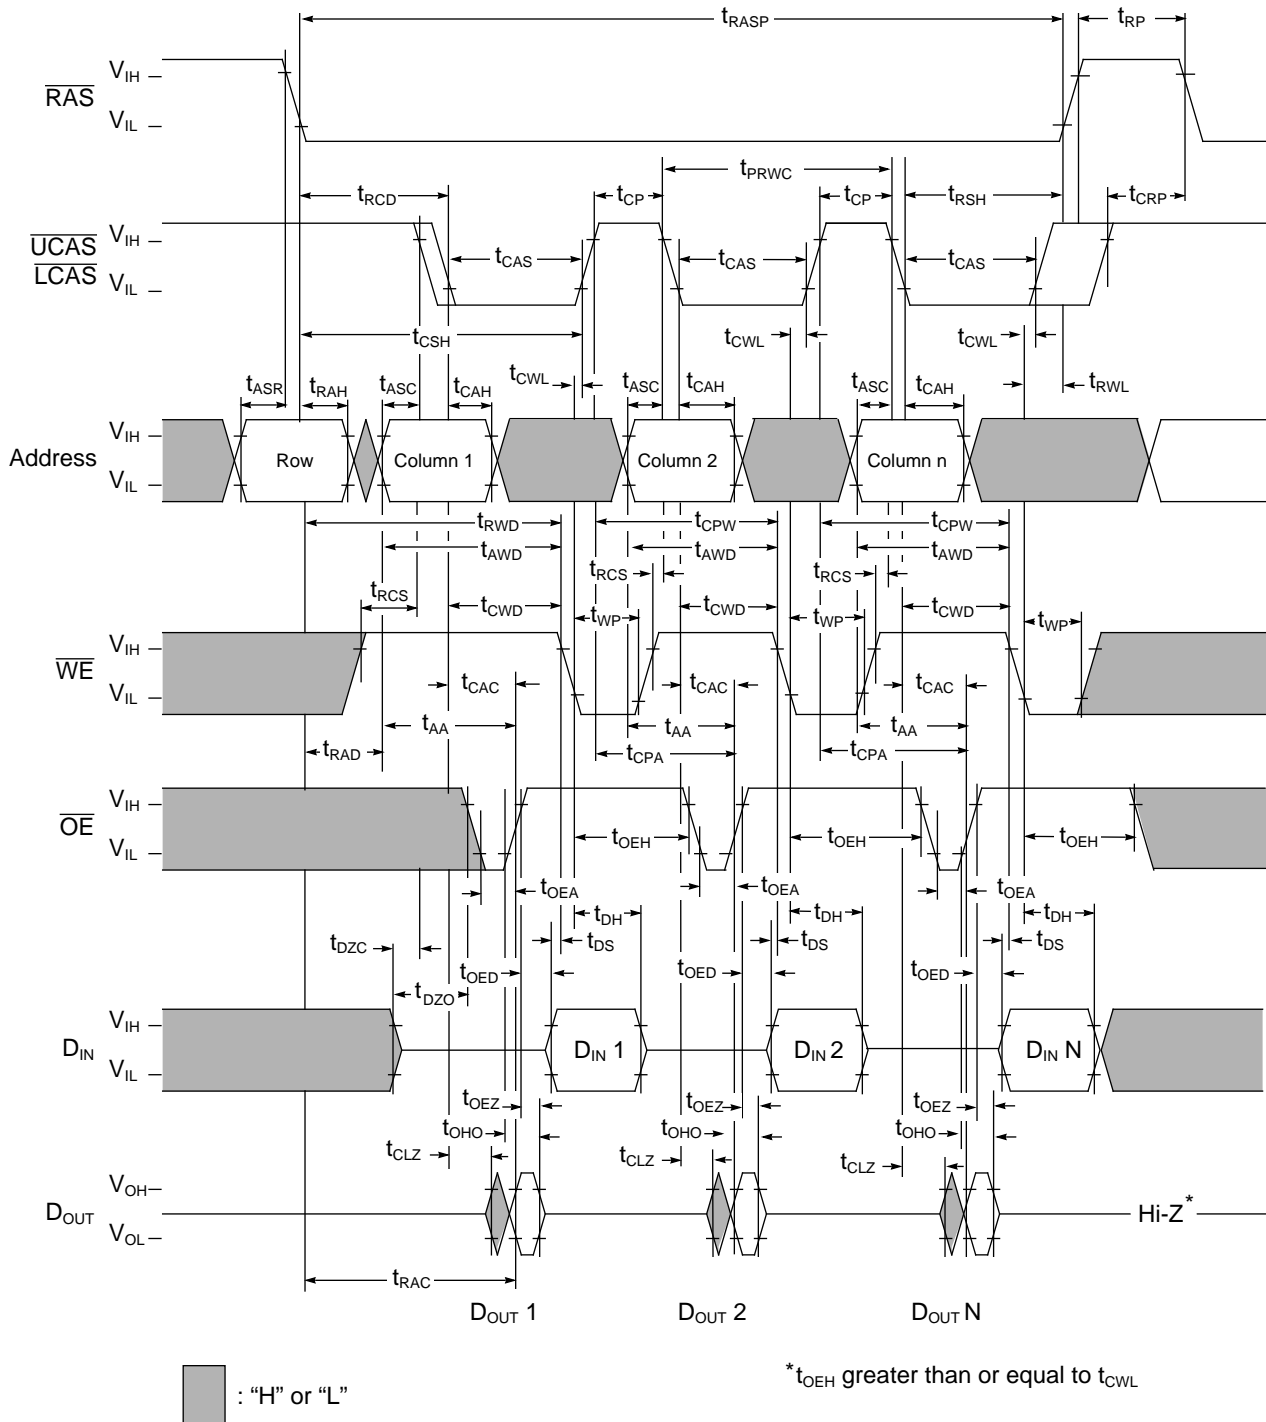 tRASP tRP
VIH
RAS
VIL
tPRWC
tRCD tCP tCP tRSH tCRP
VIH
UCAS
LCAS
VIL
tCAS tCAS tCAS
tCSH tCWL tCWL
tCWL tRWL
tASR tRAH tASC tCAH tASC tCAH tASC tCAH
VIH
Address Row Column 1 Column 2 Column n
VIL
tRWD tCPW tCPW
tAWD tAWD tAWD
tRCS tRCS
tRCS tCWD tCWD tCWD
tWP tWP tWP
VIH
WE
VIL
tCAC tCAC tCAC
tAA tAA tAA
tRAD tCPA tCPA
VIH
OE
VIL
tOEH tOEH tOEH
tOEA tOEA tOEA
tDH tDH tDH
tDZC tDS tDS tDS
tOED tOED tOED
tDZO
VIH
DIN DIN 1 DIN 2 DIN N
VIL
tOEZ tOEZ tOEZ
tOHO tOHO tOHO
tCLZ tCLZ tCLZ
VOH
DOUT Hi-Z*
VOL
tRAC
DOUT 1 DOUT 2 DOUT N
*tOEH greater than or equal to tCWL
: “H” or “L”